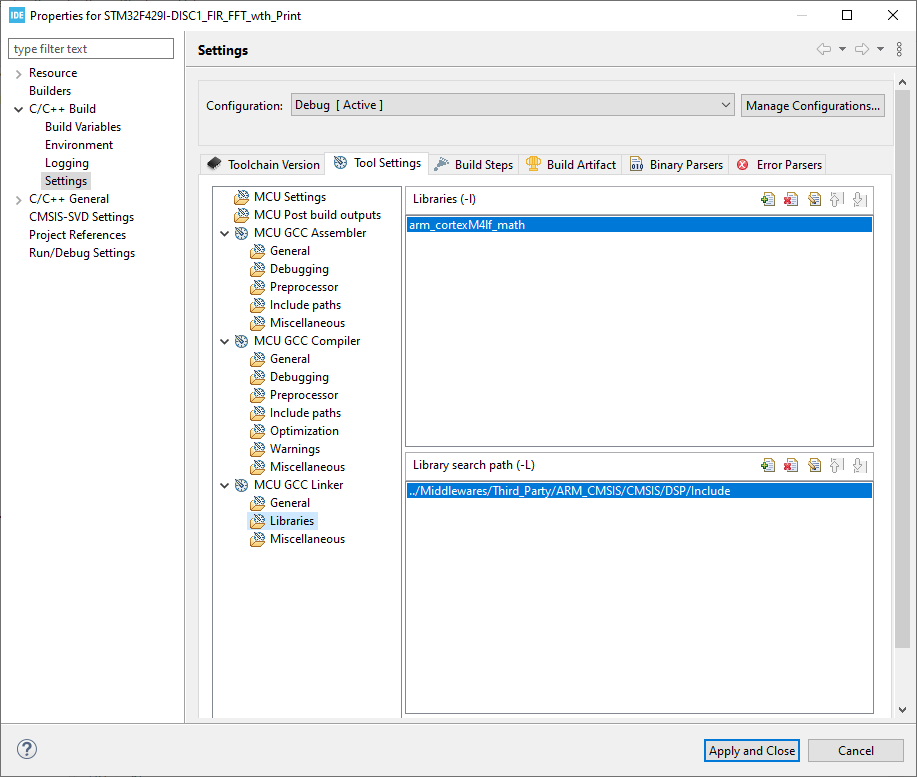 IDE Properties for STM32F429I-DISC1_FIR_FFT_wth_Print
type filter text
Resource
Builders
C/C++ Build
Build Variables
Environment
Logging
Settings
C/C++ General
CMSIS-SVD Settings
Project References
Run/Debug Settings
Settings
Configuration: Debug [ Active ] Manage Configurations...
Toolchain Version Tool Settings Build Steps Build Artifact 010 Binary Parsers Error Parsers
MCU Settings
MCU Post build outputs
MCU GCC Assembler
General
Debugging
Preprocessor
Include paths
Miscellaneous
MCU GCC Compiler
General
Debugging
Preprocessor
Include paths
Optimization
Warnings
Miscellaneous
MCU GCC Linker
General
Libraries
Miscellaneous
Libraries (-l)
arm_cortexM4lf_math
Library search path (-L)
../Middlewares/Third_Party/ARM_CMSIS/CMSIS/DSP/Include
? Apply and Close Cancel